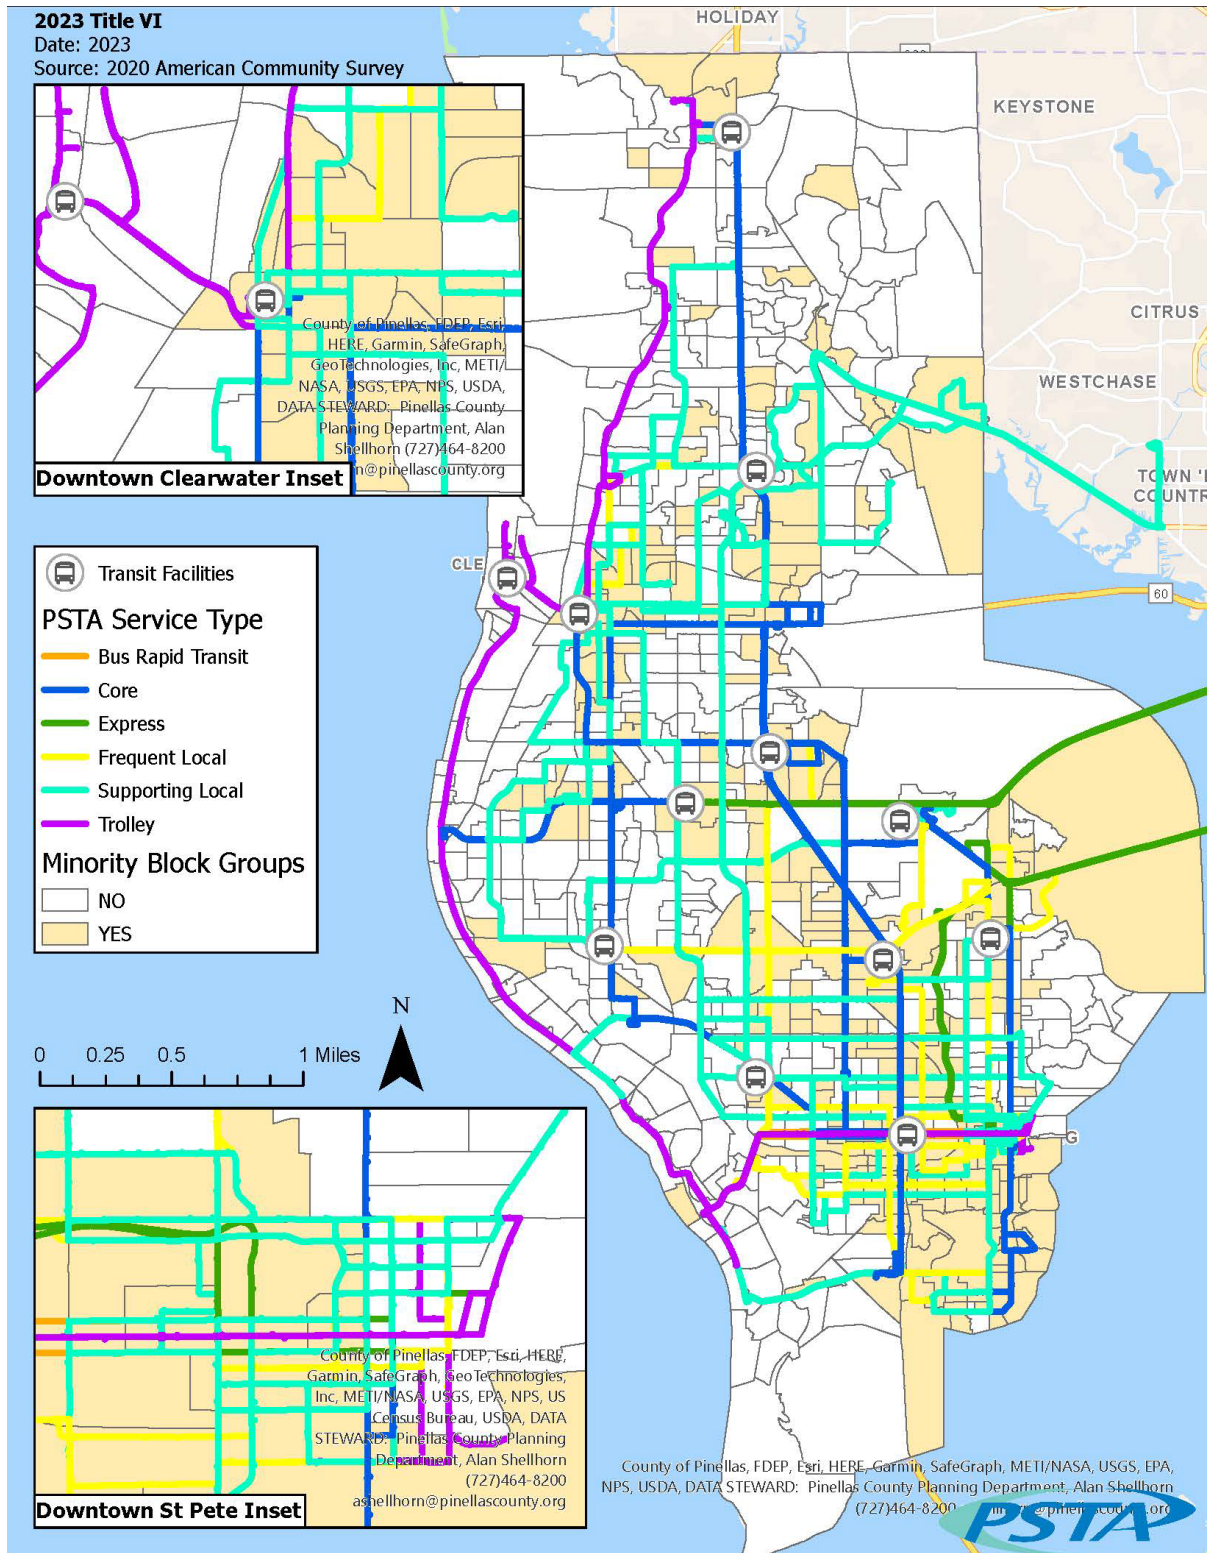 2023 Title VI
Date: 2023
Source: 2020 American Community Survey
HOLIDAY
KEYSTONE
CITRUS
WESTCHASE
TOWN 'N
COUNTR
60
CLE
G
County of Pinellas, FDEP, Esri,
HERE, Garmin, SafeGraph,
GeoTechnologies, Inc, METI/
NASA, USGS, EPA, NPS, USDA,
DATA STEWARD: Pinellas County
Planning Department, Alan
Shellhorn (727)464-8200
n@pinellascounty.org
Downtown Clearwater Inset
Transit Facilities
PSTA Service Type
Bus Rapid Transit
Core
Express
Frequent Local
Supporting Local
Trolley
Minority Block Groups
NO
YES
N
0 0.25 0.5 1 Miles
County of Pinellas, FDEP, Esri, HERE,
Garmin, SafeGraph, GeoTechnologies,
Inc, METI/NASA, USGS, EPA, NPS, US
Census Bureau, USDA, DATA
STEWARD: Pinellas County Planning
Department, Alan Shellhorn
(727)464-8200
ashellhorn@pinellascounty.org
Downtown St Pete Inset
County of Pinellas, FDEP, Esri, HERE, Garmin, SafeGraph, METI/NASA, USGS, EPA,
NPS, USDA, DATA STEWARD: Pinellas County Planning Department, Alan Shellhorn
(727)464-8200 @pinellascounty.org
PSTA